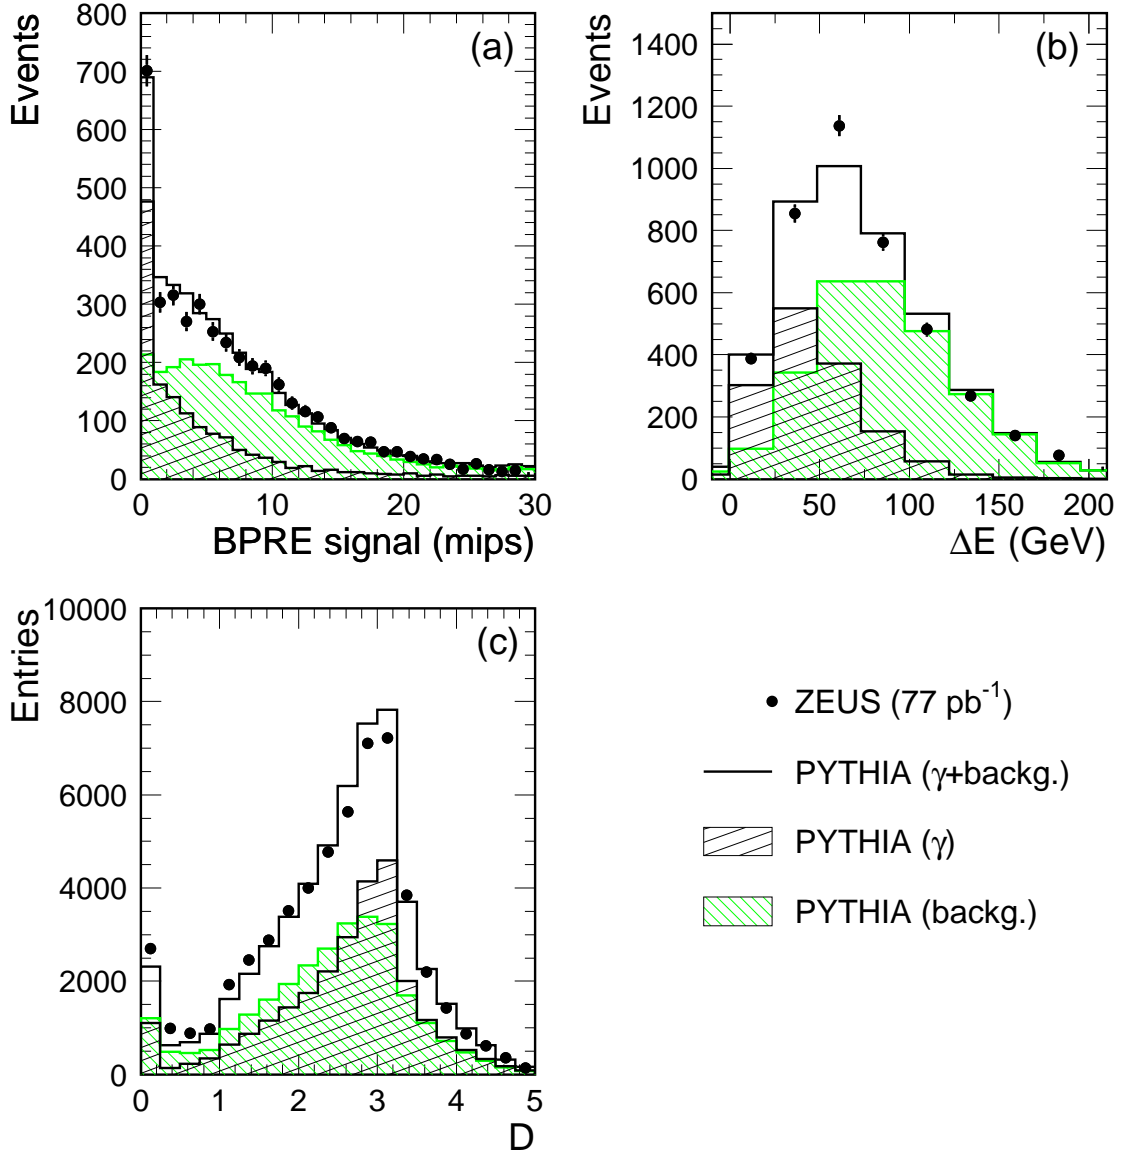 (a)
Events
800
700
600
500
400
300
200
100
0
0 10 20 30
BPRE signal (mips)
(b)
Events
1400
1200
1000
800
600
400
200
0
0 50 100 150 200
ΔE (GeV)
(c)
Entries
10000
8000
6000
4000
2000
0
0 1 2 3 4 5
D
ZEUS (77 pb⁻¹)
PYTHIA (γ+backg.)
PYTHIA (γ)
PYTHIA (backg.)